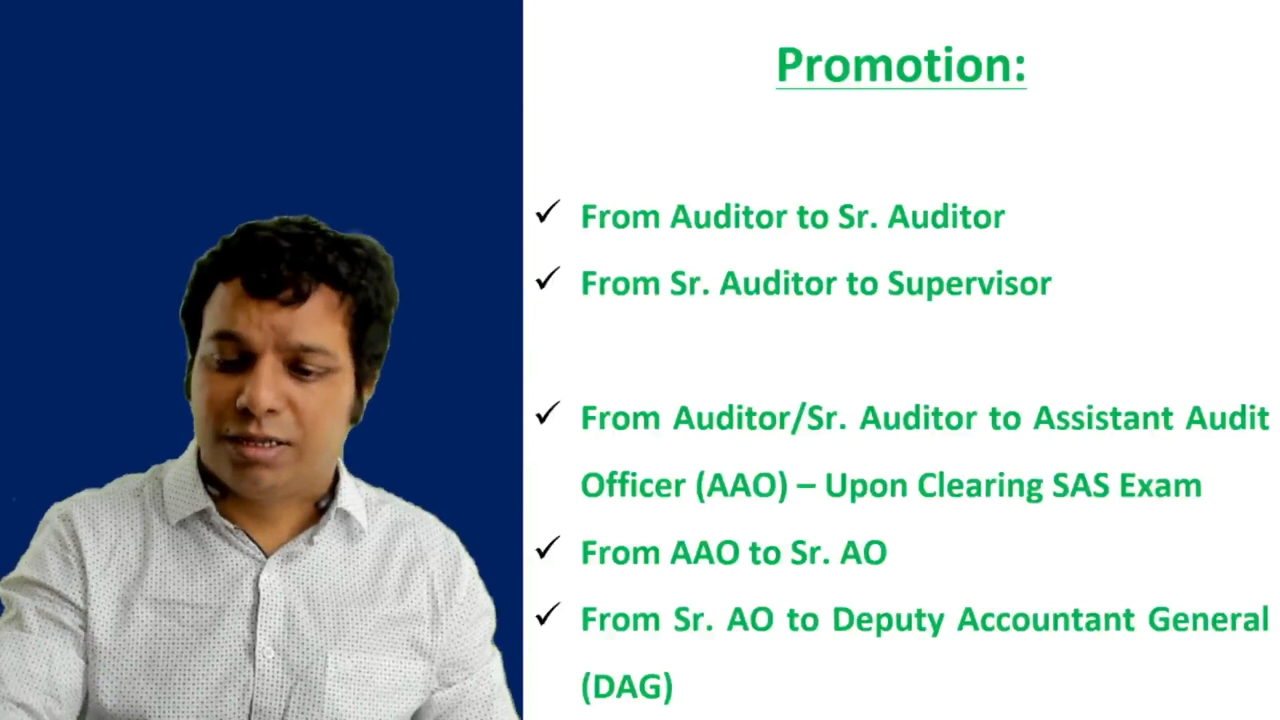 Promotion:
✓ From Auditor to Sr. Auditor
✓ From Sr. Auditor to Supervisor
✓ From Auditor/Sr. Auditor to Assistant Audit
Officer (AAO) – Upon Clearing SAS Exam
✓ From AAO to Sr. AO
✓ From Sr. AO to Deputy Accountant General
(DAG)